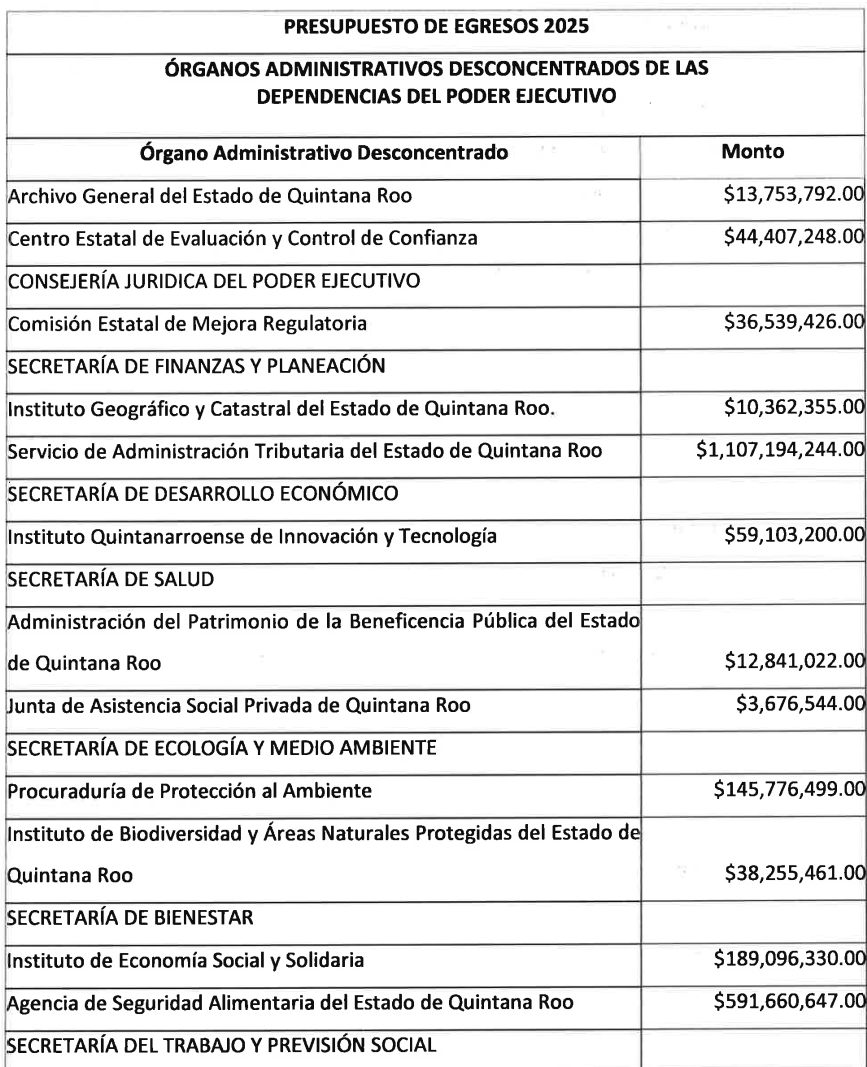 PRESUPUESTO DE EGRESOS 2025
ÓRGANOS ADMINISTRATIVOS DESCONCENTRADOS DE LAS
DEPENDENCIAS DEL PODER EJECUTIVO
Órgano Administrativo Desconcentrado Monto
Archivo General del Estado de Quintana Roo $13,753,792.00
Centro Estatal de Evaluación y Control de Confianza $44,407,248.00
CONSEJERÍA JURIDICA DEL PODER EJECUTIVO
Comisión Estatal de Mejora Regulatoria $36,539,426.00
SECRETARÍA DE FINANZAS Y PLANEACIÓN
Instituto Geográfico y Catastral del Estado de Quintana Roo. $10,362,355.00
Servicio de Administración Tributaria del Estado de Quintana Roo $1,107,194,244.00
SECRETARÍA DE DESARROLLO ECONÓMICO
Instituto Quintanarroense de Innovación y Tecnología $59,103,200.00
SECRETARÍA DE SALUD
Administración del Patrimonio de la Beneficencia Pública del Estado
de Quintana Roo $12,841,022.00
Junta de Asistencia Social Privada de Quintana Roo $3,676,544.00
SECRETARÍA DE ECOLOGÍA Y MEDIO AMBIENTE
Procuraduría de Protección al Ambiente $145,776,499.00
Instituto de Biodiversidad y Áreas Naturales Protegidas del Estado de
Quintana Roo $38,255,461.00
SECRETARÍA DE BIENESTAR
Instituto de Economía Social y Solidaria $189,096,330.00
Agencia de Seguridad Alimentaria del Estado de Quintana Roo $591,660,647.00
SECRETARÍA DEL TRABAJO Y PREVISIÓN SOCIAL